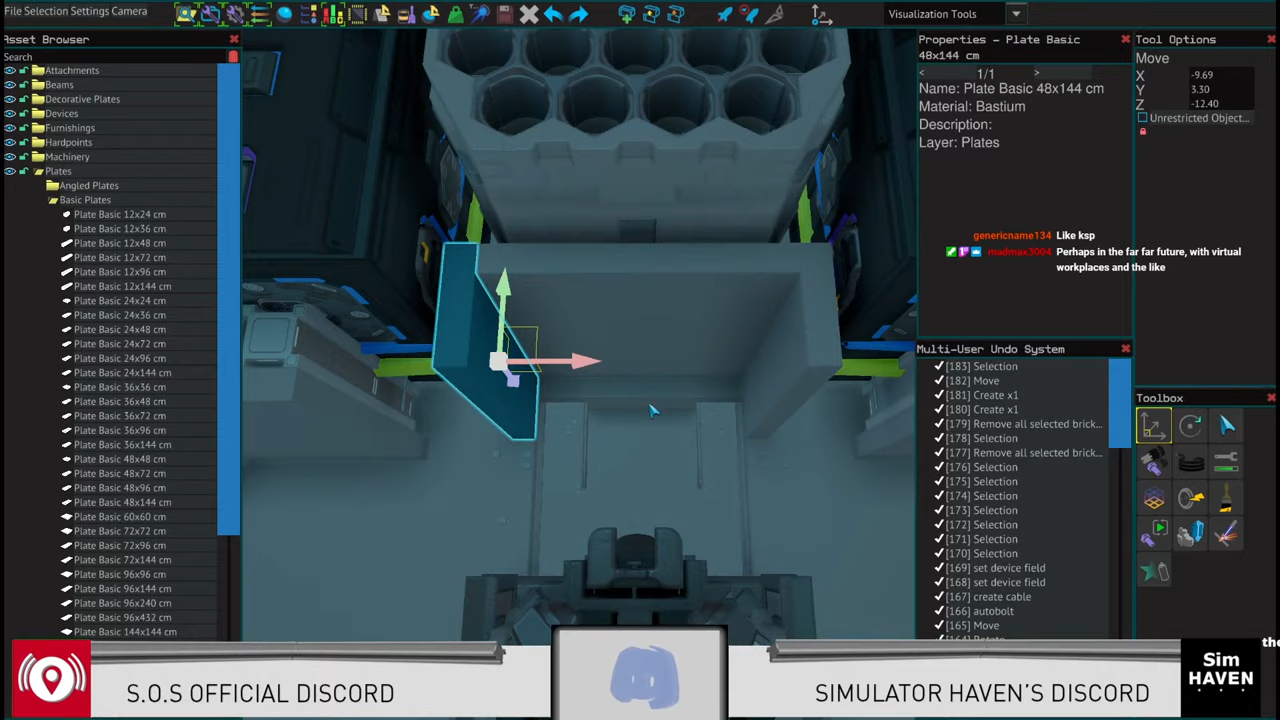 File Selection Settings Camera
Visualization Tools
Asset Browser
Search
Attachments
Beams
Decorative Plates
Devices
Furnishings
Hardpoints
Machinery
Plates
Angled Plates
Basic Plates
Plate Basic 12x24 cm
Plate Basic 12x36 cm
Plate Basic 12x48 cm
Plate Basic 12x72 cm
Plate Basic 12x96 cm
Plate Basic 12x144 cm
Plate Basic 24x24 cm
Plate Basic 24x36 cm
Plate Basic 24x48 cm
Plate Basic 24x72 cm
Plate Basic 24x96 cm
Plate Basic 24x144 cm
Plate Basic 36x36 cm
Plate Basic 36x48 cm
Plate Basic 36x72 cm
Plate Basic 36x96 cm
Plate Basic 36x144 cm
Plate Basic 48x48 cm
Plate Basic 48x72 cm
Plate Basic 48x96 cm
Plate Basic 48x144 cm
Plate Basic 60x60 cm
Plate Basic 72x72 cm
Plate Basic 72x96 cm
Plate Basic 72x144 cm
Plate Basic 96x96 cm
Plate Basic 96x144 cm
Plate Basic 96x240 cm
Plate Basic 96x432 cm
Plate Basic 144x144 cm
Properties - Plate Basic
48x144 cm
< 1/1 >
Name: Plate Basic 48x144 cm
Material: Bastium
Description:
Layer: Plates
genericname134 Like ksp
madmax3004 Perhaps in the far far future, with virtual
workplaces and the like
Multi-User Undo System
[183] Selection
[182] Move
[181] Create x1
[180] Create x1
[179] Remove all selected brick...
[178] Selection
[177] Remove all selected brick...
[176] Selection
[175] Selection
[174] Selection
[173] Selection
[172] Selection
[171] Selection
[170] Selection
[169] set device field
[168] set device field
[167] create cable
[166] autobolt
[165] Move
[164] Rotate
Tool Options
Move
X -9.69
Y 3.30
Z -12.40
Unrestricted Object...
Toolbox
the
S.O.S OFFICIAL DISCORD
SIMULATOR HAVEN'S DISCORD
Sim
HAVEN